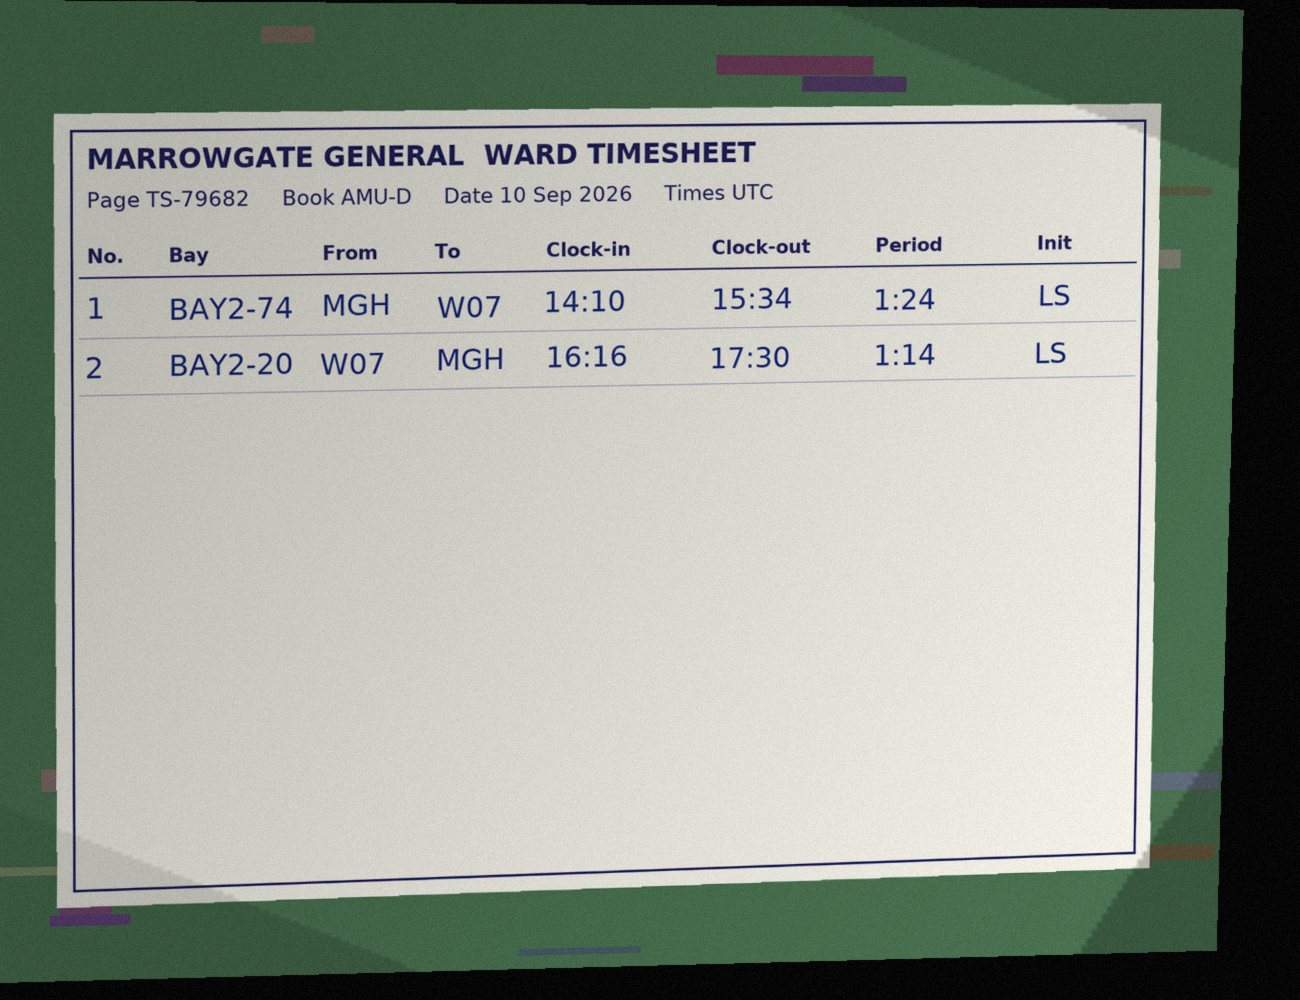 MARROWGATE GENERAL WARD TIMESHEET
Page TS-79682 Book AMU-D Date 10 Sep 2026 Times UTC
No. Bay From To Clock-in Clock-out Period Init
1 BAY2-74 MGH W07 14:10 15:34 1:24 LS
2 BAY2-20 W07 MGH 16:16 17:30 1:14 LS